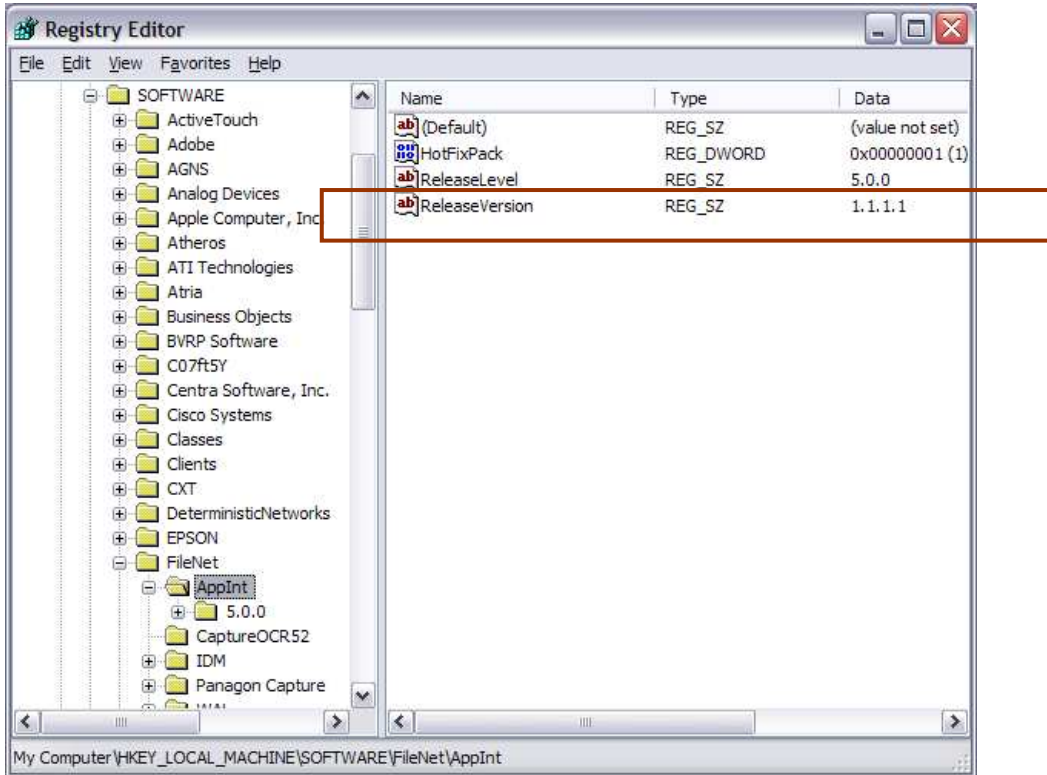 Registry Editor
File Edit View Favorites Help
SOFTWARE
ActiveTouch
Adobe
AGNS
Analog Devices
Apple Computer, Inc.
Atheros
ATI Technologies
Atria
Business Objects
BVRP Software
C07ft5Y
Centra Software, Inc.
Cisco Systems
Classes
Clients
CXT
DeterministicNetworks
EPSON
FileNet
AppInt
5.0.0
CaptureOCR52
IDM
Panagon Capture
Name Type Data
(Default) REG_SZ (value not set)
HotFixPack REG_DWORD 0x00000001 (1)
ReleaseLevel REG_SZ 5.0.0
ReleaseVersion REG_SZ 1.1.1.1
My Computer\HKEY_LOCAL_MACHINE\SOFTWARE\FileNet\AppInt